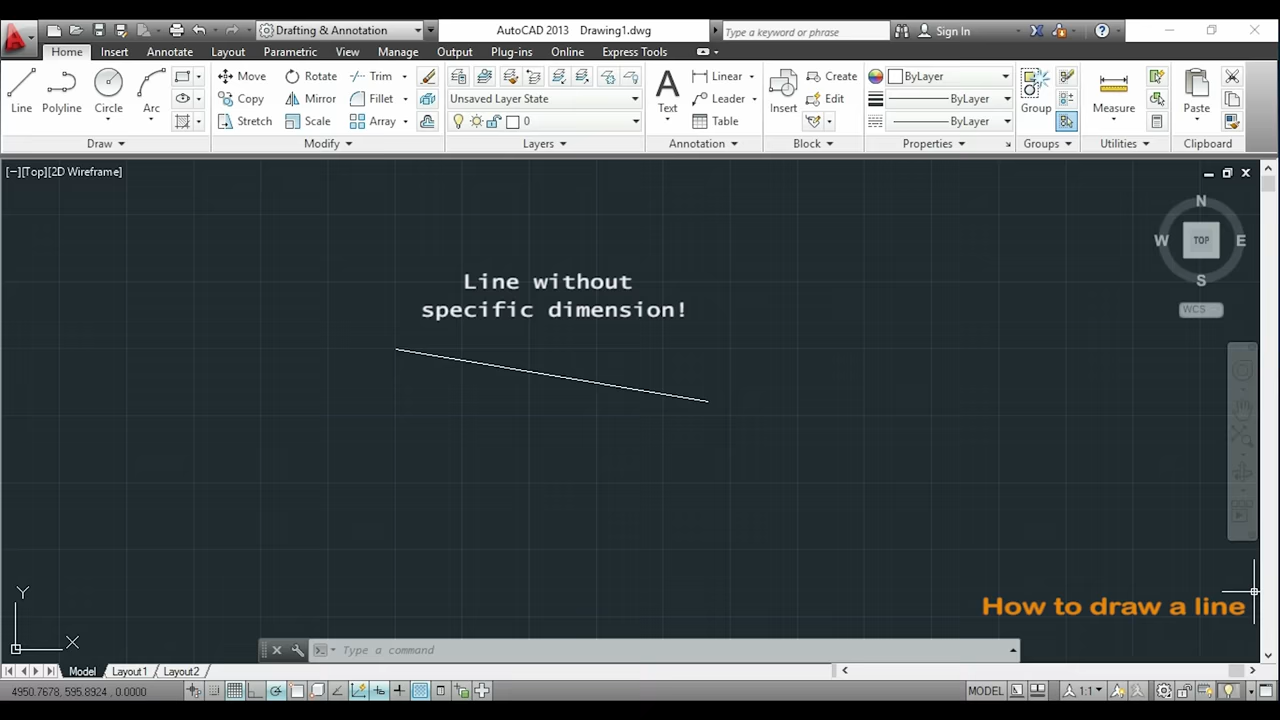 Drafting & Annotation
AutoCAD 2013 Drawing1.dwg
Type a keyword or phrase
Sign In
Home Insert Annotate Layout Parametric View Manage Output Plug-ins Online Express Tools
Line Polyline Circle Arc
Move Rotate Trim
Copy Mirror Fillet
Stretch Scale Array
Unsaved Layer State
0
Text
Linear
Leader
Table
Insert
Create
Edit
ByLayer
ByLayer
ByLayer
Group
Measure
Paste
Draw Modify Layers Annotation Block Properties Groups Utilities Clipboard
[−][Top][2D Wireframe]
N
W TOP E
S
WCS
Line without
specific dimension!
How to draw a line
Y
X
Type a command
Model Layout1 Layout2
4950.7678, 595.8924, 0.0000
MODEL
1:1